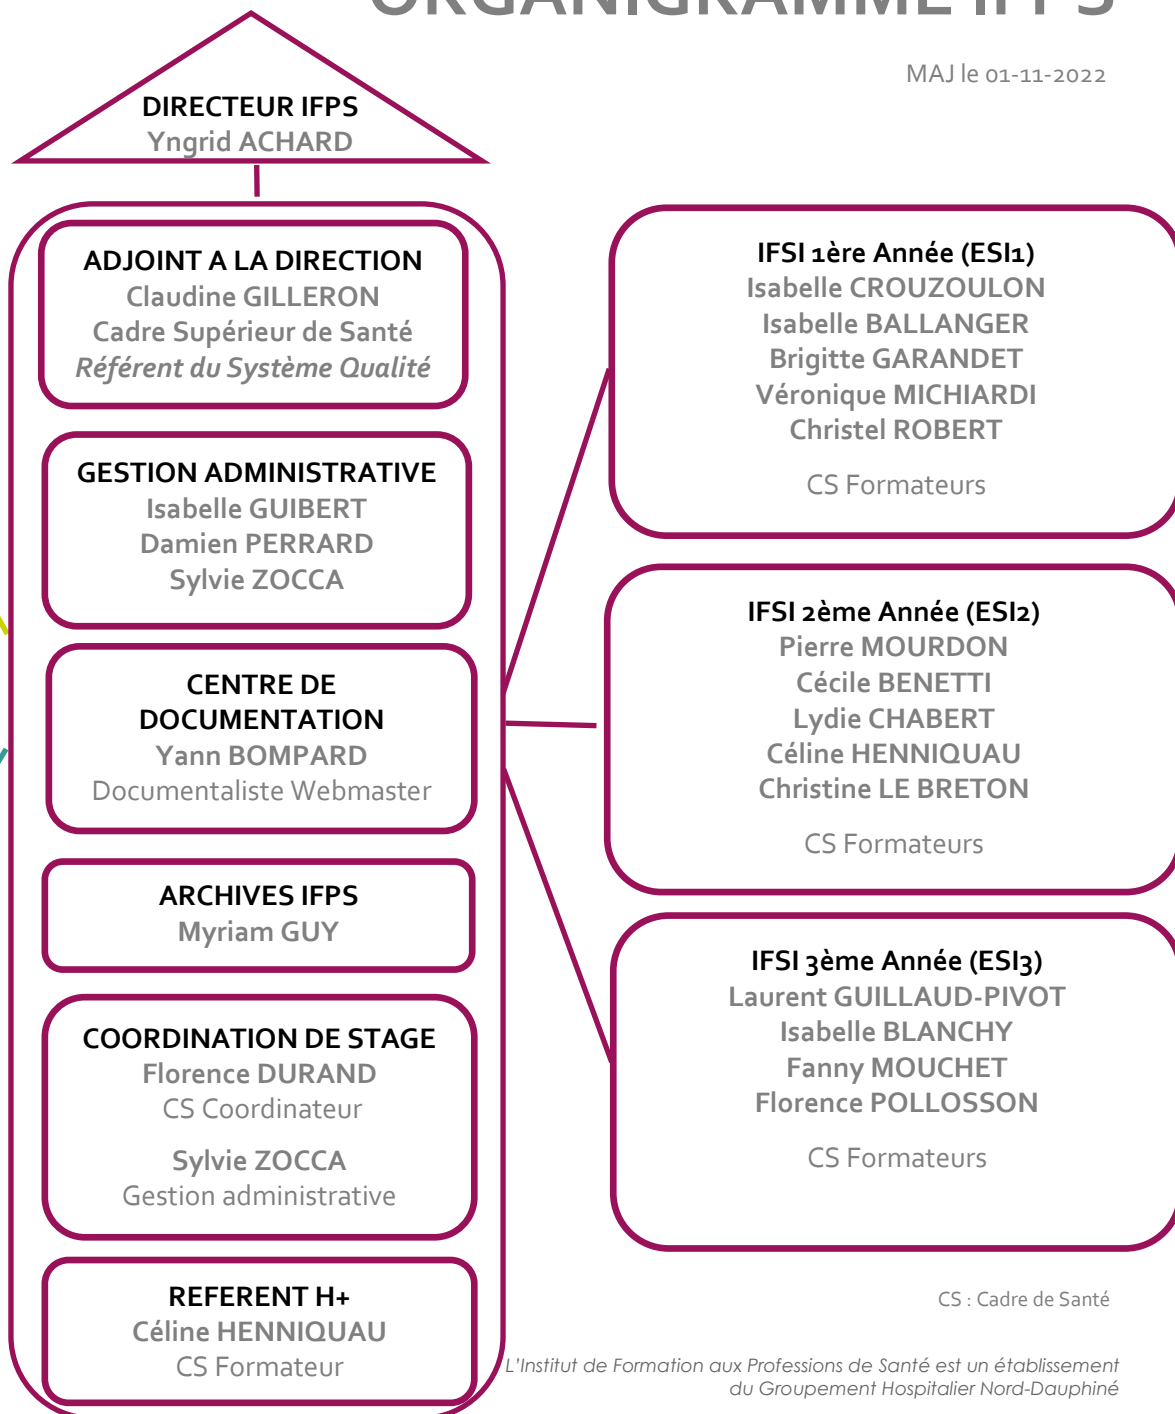 ORGANIGRAMME IFPS
MAJ le 01-11-2022
DIRECTEUR IFPS
Yngrid ACHARD
ADJOINT A LA DIRECTION
Claudine GILLERON
Cadre Supérieur de Santé
Référent du Système Qualité
GESTION ADMINISTRATIVE
Isabelle GUIBERT
Damien PERRARD
Sylvie ZOCCA
CENTRE DE
DOCUMENTATION
Yann BOMPARD
Documentaliste Webmaster
ARCHIVES IFPS
Myriam GUY
COORDINATION DE STAGE
Florence DURAND
CS Coordinateur
Sylvie ZOCCA
Gestion administrative
REFERENT H+
Céline HENNIQUAU
CS Formateur
IFSI 1ère Année (ESI1)
Isabelle CROUZOULON
Isabelle BALLANGER
Brigitte GARANDET
Véronique MICHIARDI
Christel ROBERT
CS Formateurs
IFSI 2ème Année (ESI2)
Pierre MOURDON
Cécile BENETTI
Lydie CHABERT
Céline HENNIQUAU
Christine LE BRETON
CS Formateurs
IFSI 3ème Année (ESI3)
Laurent GUILLAUD-PIVOT
Isabelle BLANCHY
Fanny MOUCHET
Florence POLLOSSON
CS Formateurs
CS : Cadre de Santé
L'Institut de Formation aux Professions de Santé est un établissement
du Groupement Hospitalier Nord-Dauphiné